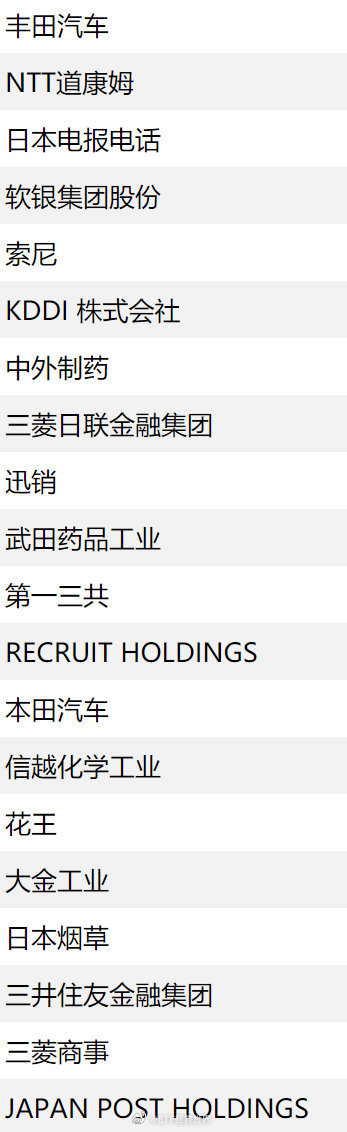 丰田汽车
NTT道康姆
日本电报电话
软银集团股份
索尼
KDDI 株式会社
中外制药
三菱日联金融集团
迅销
武田药品工业
第一三共
RECRUIT HOLDINGS
本田汽车
信越化学工业
花王
大金工业
日本烟草
三井住友金融集团
三菱商事
JAPAN POST HOLDINGS